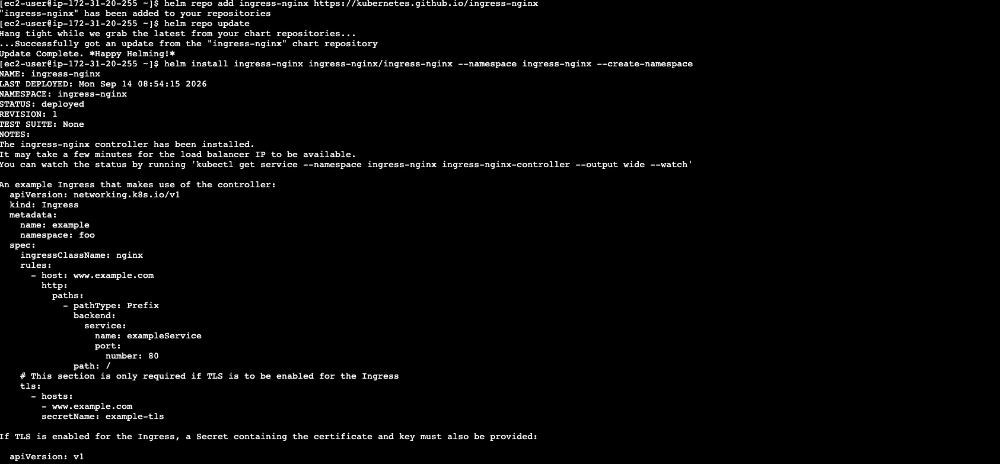 [ec2-user@ip-172-31-20-255 ~]$ helm repo add ingress-nginx https://kubernetes.github.io/ingress-nginx
"ingress-nginx" has been added to your repositories
[ec2-user@ip-172-31-20-255 ~]$ helm repo update
Hang tight while we grab the latest from your chart repositories...
...Successfully got an update from the "ingress-nginx" chart repository
Update Complete. *Happy Helming!*
[ec2-user@ip-172-31-20-255 ~]$ helm install ingress-nginx ingress-nginx/ingress-nginx --namespace ingress-nginx --create-namespace
NAME: ingress-nginx
LAST DEPLOYED: Mon Sep 14 08:54:15 2026
NAMESPACE: ingress-nginx
STATUS: deployed
REVISION: 1
TEST SUITE: None
NOTES:
The ingress-nginx controller has been installed.
It may take a few minutes for the load balancer IP to be available.
You can watch the status by running 'kubectl get service --namespace ingress-nginx ingress-nginx-controller --output wide --watch'

An example Ingress that makes use of the controller:
  apiVersion: networking.k8s.io/v1
  kind: Ingress
  metadata:
    name: example
    namespace: foo
  spec:
    ingressClassName: nginx
    rules:
      - host: www.example.com
        http:
          paths:
            - pathType: Prefix
              backend:
                service:
                  name: exampleService
                  port:
                    number: 80
              path: /
    # This section is only required if TLS is to be enabled for the Ingress
    tls:
      - hosts:
        - www.example.com
        secretName: example-tls

If TLS is enabled for the Ingress, a Secret containing the certificate and key must also be provided:

  apiVersion: v1